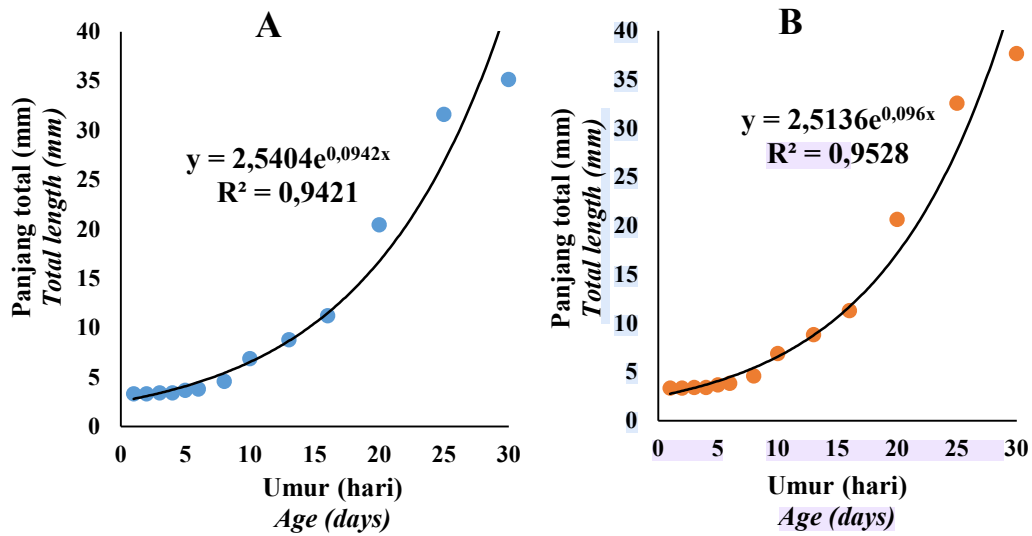 A
40
35
30
25
20
15
10
5
0
Panjang total (mm)
Total length (mm)
y = 2,5404e^0,0942x
R² = 0,9421
0 5 10 15 20 25 30
Umur (hari)
Age (days)
B
40
35
30
25
20
15
10
5
0
Panjang total (mm)
Total length (mm)
y = 2,5136e^0,096x
R² = 0,9528
0 5 10 15 20 25 30
Umur (hari)
Age (days)